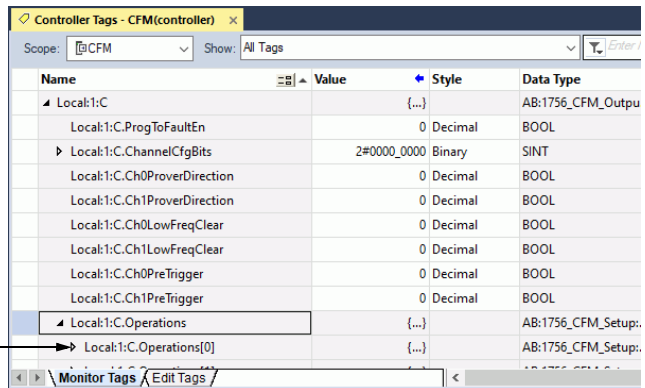 Controller Tags - CFM(controller) ×
Scope: CFM Show: All Tags Enter
Name Value Style Data Type
Local:1:C {...} AB:1756_CFM_Outpu
Local:1:C.ProgToFaultEn 0 Decimal BOOL
Local:1:C.ChannelCfgBits 2#0000_0000 Binary SINT
Local:1:C.Ch0ProverDirection 0 Decimal BOOL
Local:1:C.Ch1ProverDirection 0 Decimal BOOL
Local:1:C.Ch0LowFreqClear 0 Decimal BOOL
Local:1:C.Ch1LowFreqClear 0 Decimal BOOL
Local:1:C.Ch0PreTrigger 0 Decimal BOOL
Local:1:C.Ch1PreTrigger 0 Decimal BOOL
Local:1:C.Operations {...} AB:1756_CFM_Setup:
Local:1:C.Operations[0] {...} AB:1756_CFM_Setup:
Monitor Tags Edit Tags